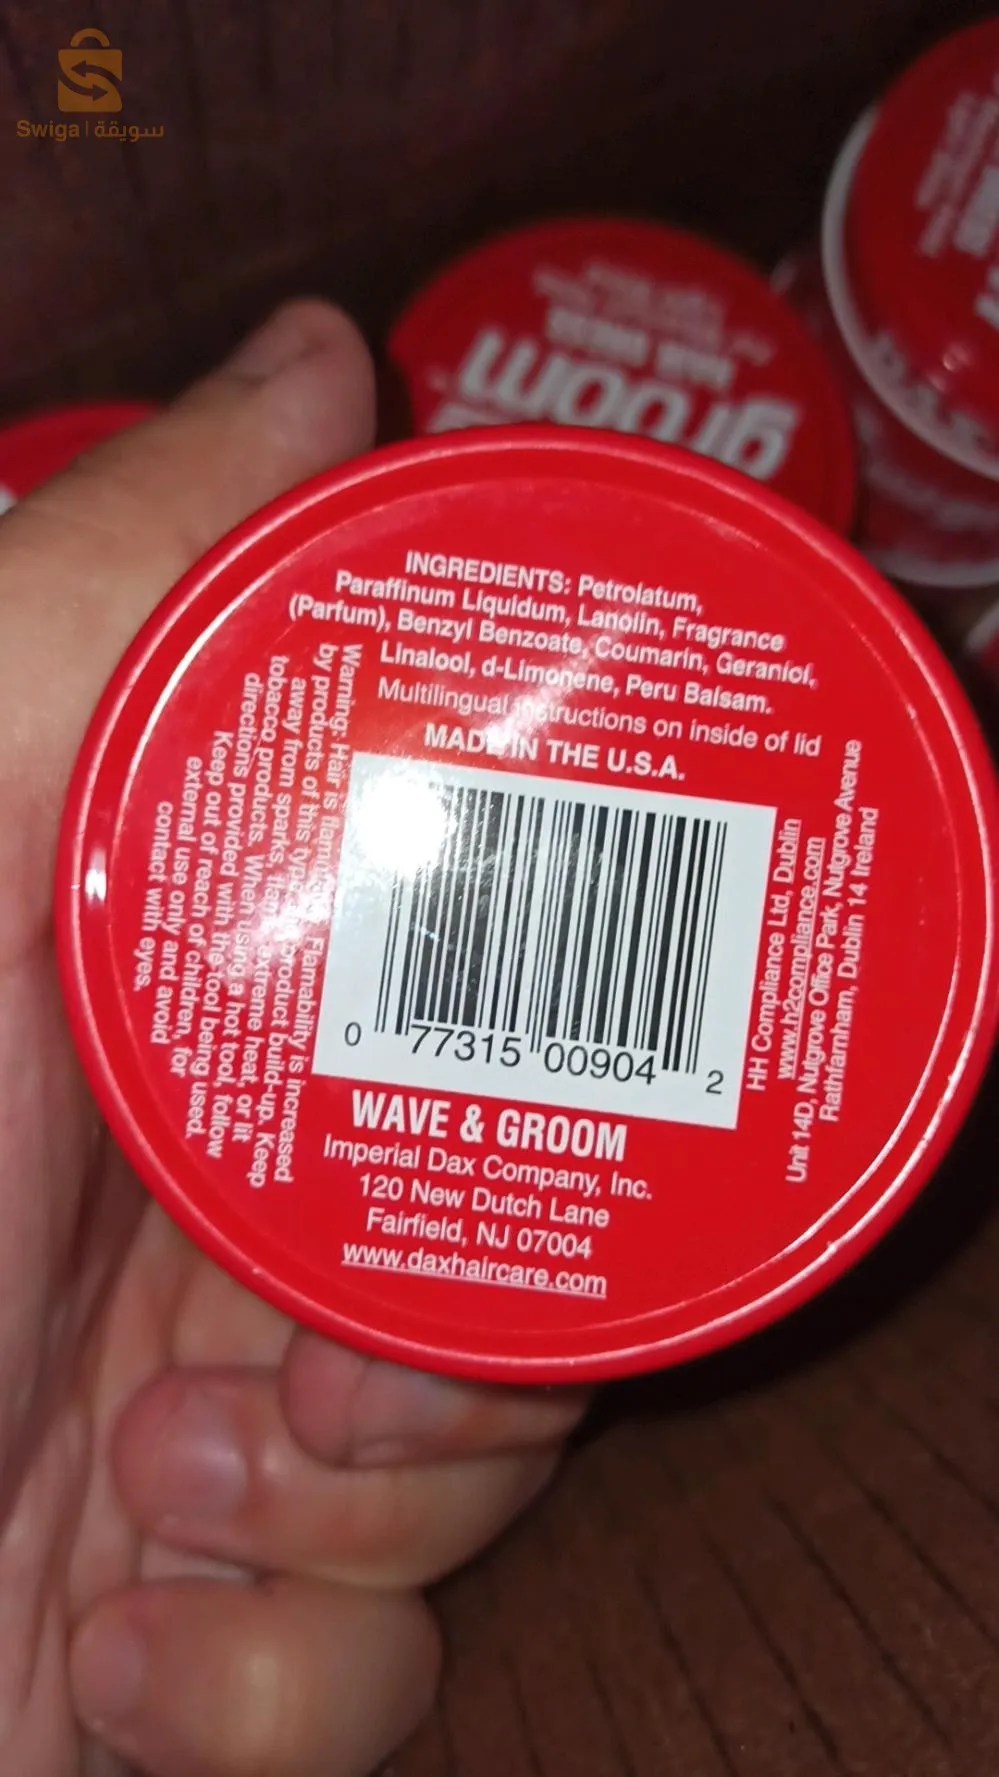 Swiga | سويقة
groom
HAIR DRESS
INGREDIENTS: Petrolatum,
Paraffinum Liquidum, Lanolin, Fragrance
(Parfum), Benzyl Benzoate, Coumarin, Geraniol,
Linalool, d-Limonene, Peru Balsam.
Multilingual instructions on inside of lid
MADE IN THE U.S.A.
Warning: Hair is flammable. Flamability is increased
by products of this type or product build-up. Keep
away from sparks, flame, extreme heat, or lit
tobacco products. When using a hot tool, follow
directions provided with the tool being used.
Keep out of reach of children, for
external use only and avoid
contact with eyes.
0 77315 00904 2
HH Compliance Ltd, Dublin
www.h2compliance.com
Unit 14D, Nutgrove Office Park, Nutgrove Avenue
Rathfarnham, Dublin 14 Ireland
WAVE & GROOM
Imperial Dax Company, Inc.
120 New Dutch Lane
Fairfield, NJ 07004
www.daxhaircare.com